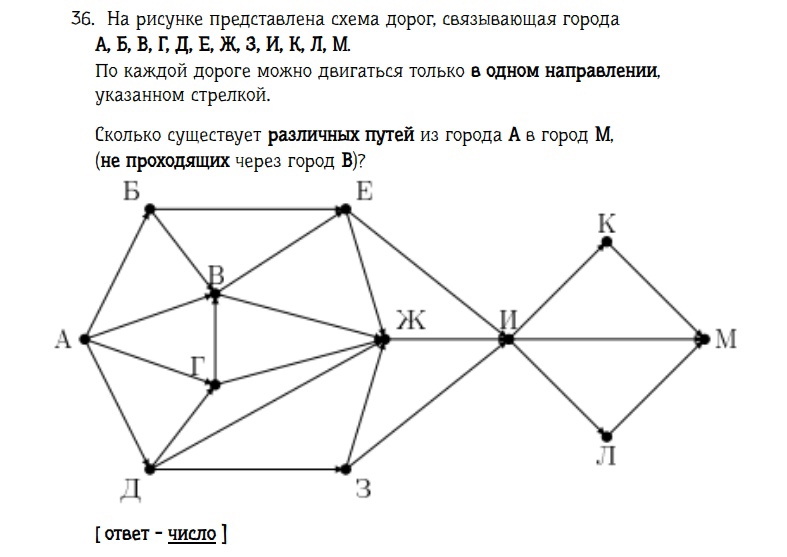 36. На рисунке представлена схема дорог, связывающая города
А, Б, В, Г, Д, Е, Ж, З, И, К, Л, М.
По каждой дороге можно двигаться только в одном направлении,
указанном стрелкой.
Сколько существует различных путей из города А в город М,
(не проходящих через город В)?
Б
Е
К
В
А
Ж
И
М
Г
Д
З
Л
[ ответ - число ]